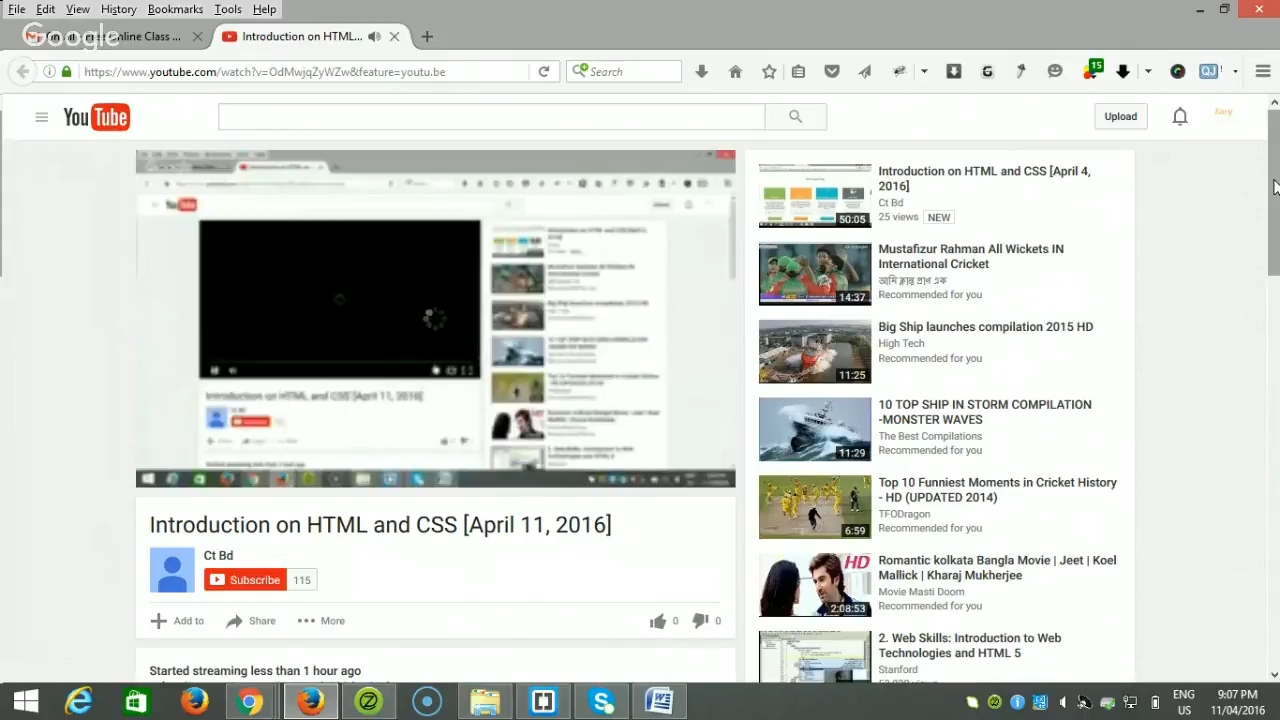 File Edit View History Bookmarks Tools Help
Google
Online Class ...
Introduction on HTML...
https://www.youtube.com/watch?v=OdMwjqZyWZw&feature=youtu.be
Search
15
QJ
YouTube
Upload
Introduction on HTML and CSS [April 11, 2016]
Ct Bd
Subscribe 115
Add to Share More 0 0
Started streaming less than 1 hour ago
Introduction on HTML and CSS [April 4,
2016]
Ct Bd
25 views NEW
50:05
Mustafizur Rahman All Wickets IN
International Cricket
আমি ক্লান্ত প্রাণ এক
Recommended for you
14:37
Big Ship launches compilation 2015 HD
High Tech
Recommended for you
11:25
10 TOP SHIP IN STORM COMPILATION
-MONSTER WAVES
The Best Compilations
Recommended for you
11:29
Top 10 Funniest Moments in Cricket History
- HD (UPDATED 2014)
TFODragon
Recommended for you
6:59
Romantic kolkata Bangla Movie | Jeet | Koel
Mallick | Kharaj Mukherjee
Movie Masti Doom
Recommended for you
HD
2:08:53
2. Web Skills: Introduction to Web
Technologies and HTML 5
Stanford
ENG
US
9:07 PM
11/04/2016